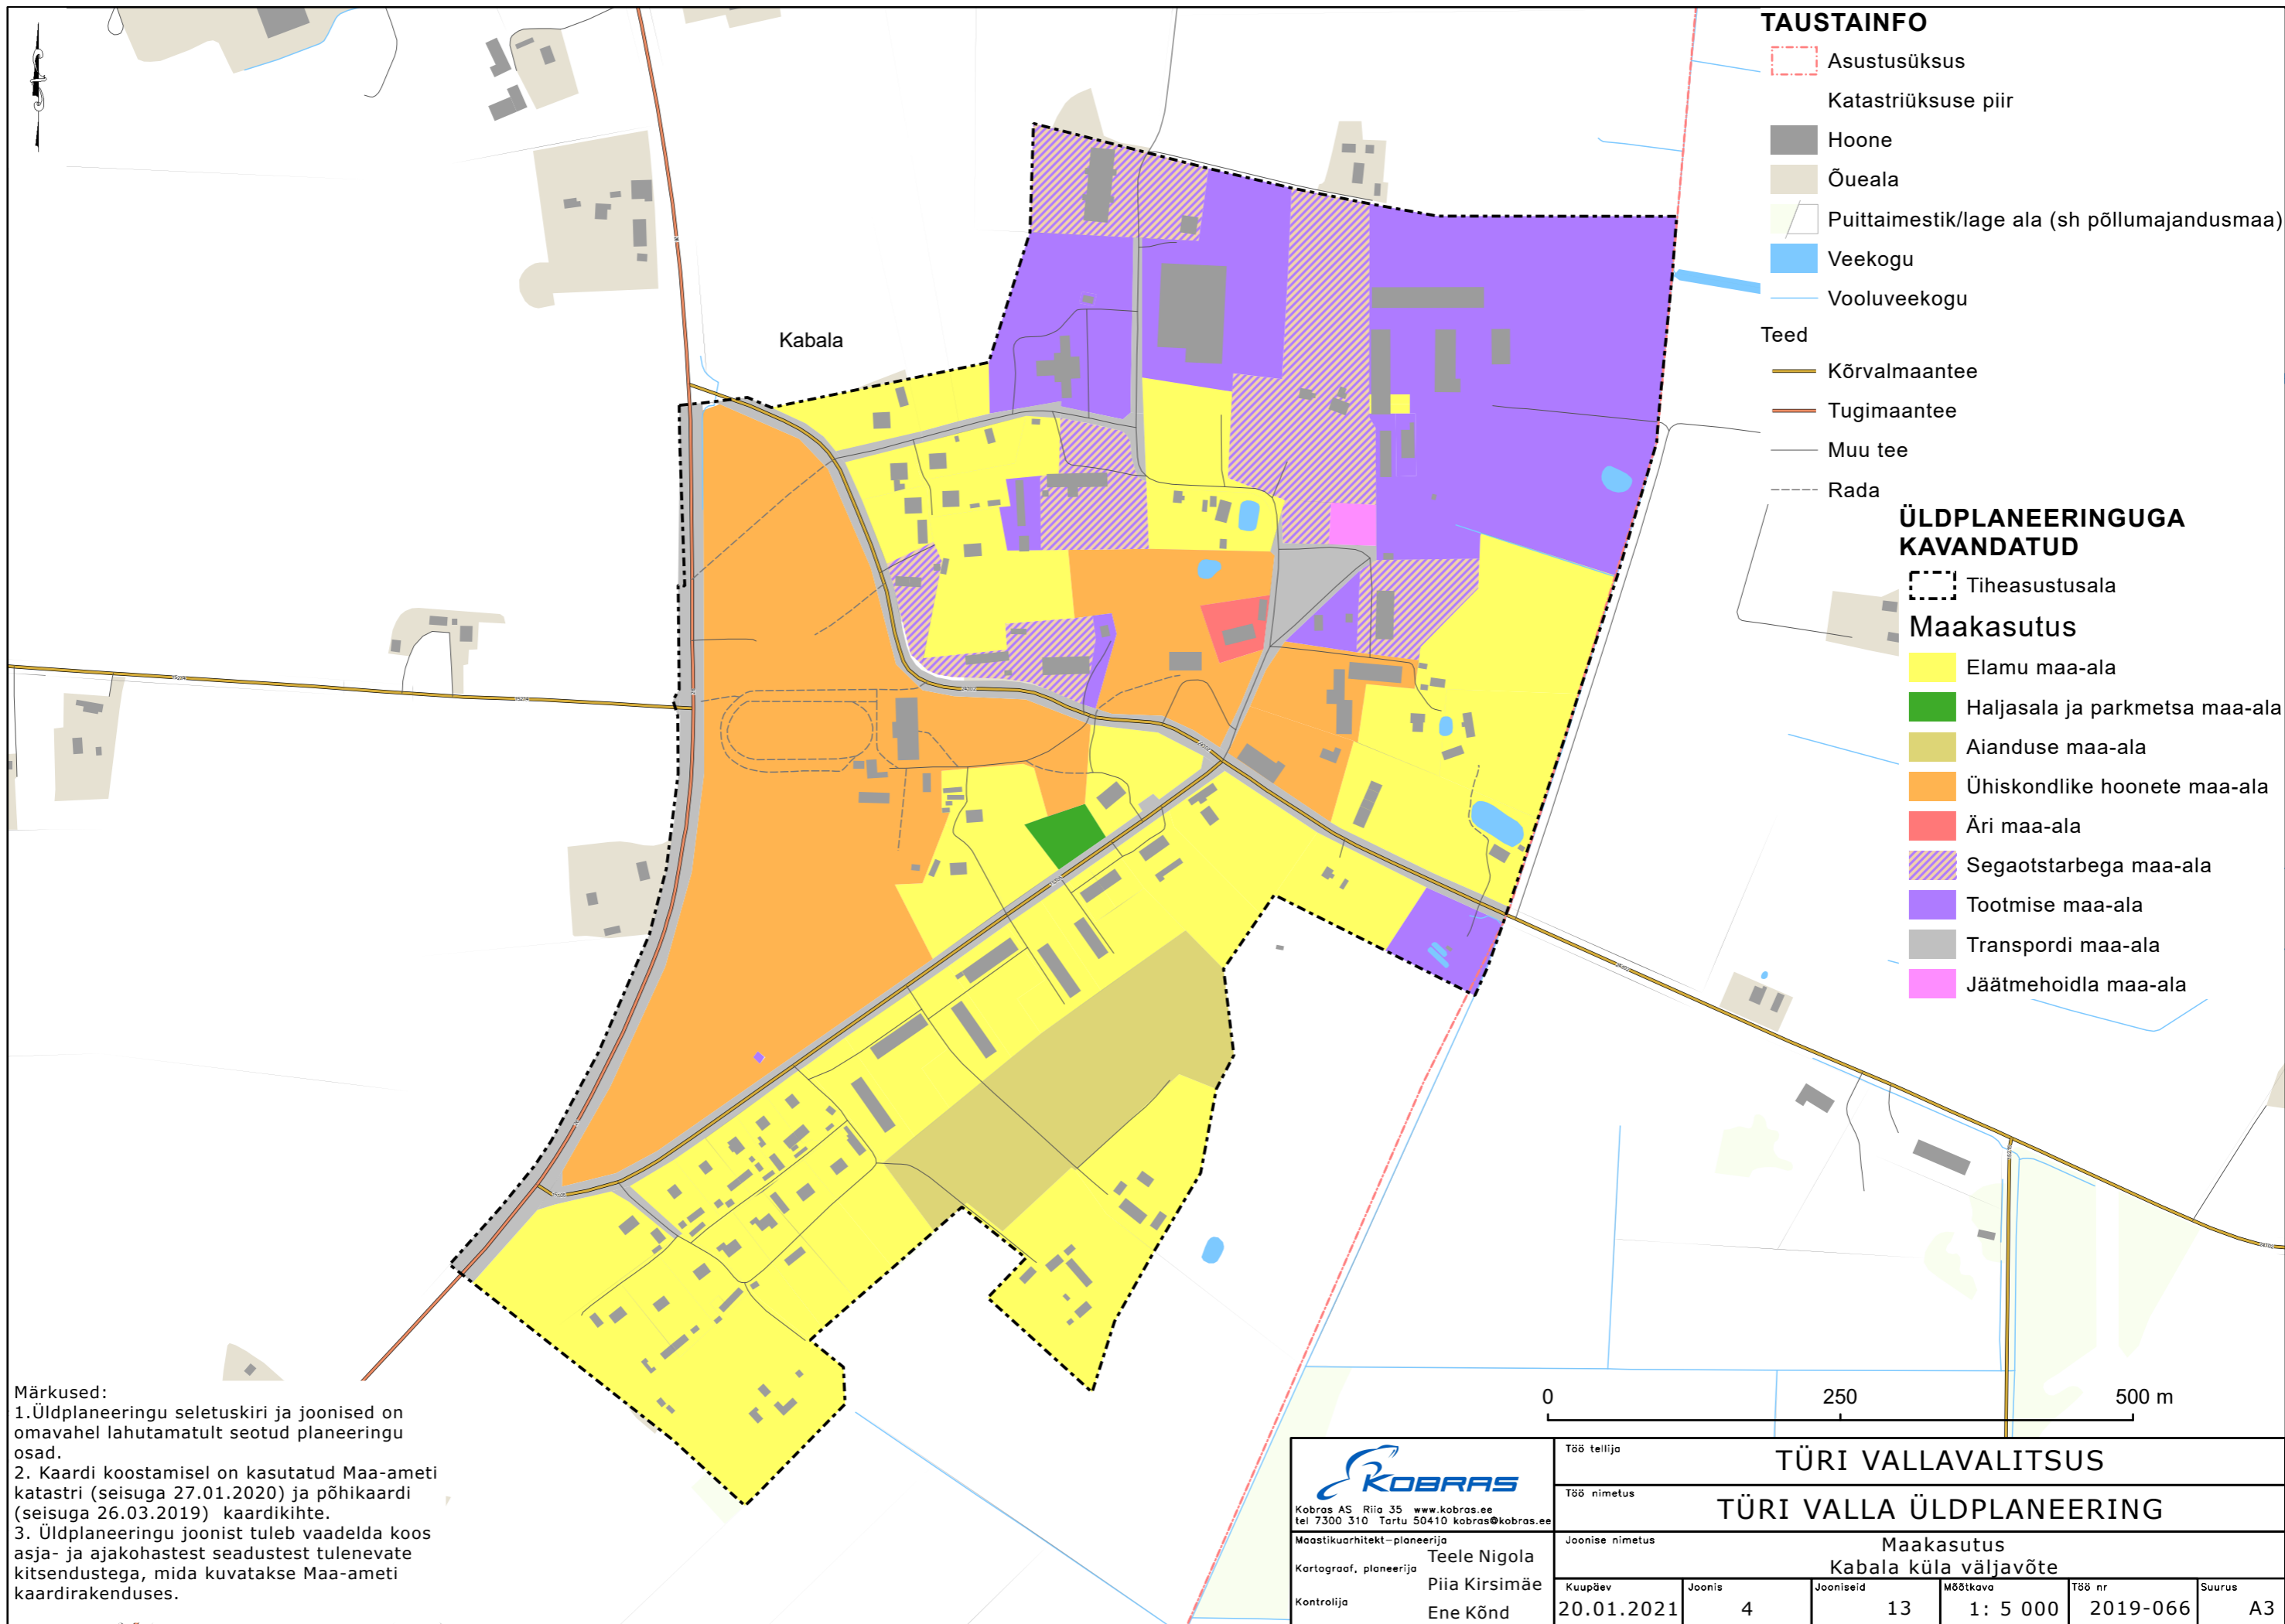 TAUSTAINFO
Asustusüksus
Katastriüksuse piir
Hoone
Õueala
Puittaimestik/lage ala (sh põllumajandusmaa)
Veekogu
Vooluveekogu
Teed
Kõrvalmaantee
Tugimaantee
Muu tee
Rada
ÜLDPLANEERINGUGA
KAVANDATUD
Tiheasustusala
Maakasutus
Elamu maa-ala
Haljasala ja parkmetsa maa-ala
Aianduse maa-ala
Ühiskondlike hoonete maa-ala
Äri maa-ala
Segaotstarbega maa-ala
Tootmise maa-ala
Transpordi maa-ala
Jäätmehoidla maa-ala
Kabala
Märkused:
1.Üldplaneeringu seletuskiri ja joonised on
omavahel lahutamatult seotud planeeringu
osad.
2. Kaardi koostamisel on kasutatud Maa-ameti
katastri (seisuga 27.01.2020) ja põhikaardi
(seisuga 26.03.2019) kaardikihte.
3. Üldplaneeringu joonist tuleb vaadelda koos
asja- ja ajakohastest seadustest tulenevate
kitsendustega, mida kuvatakse Maa-ameti
kaardirakenduses.
0 250 500 m
KOBRAS
Kobras AS Riia 35 www.kobras.ee
tel 7300 310 Tartu 50410 kobras@kobras.ee
Töö tellija
TÜRI VALLAVALITSUS
Töö nimetus
TÜRI VALLA ÜLDPLANEERING
Maastikuarhitekt-planeerija
Teele Nigola
Kartograaf, planeerija
Piia Kirsimäe
Kontrolija
Ene Kõnd
Joonise nimetus
Maakasutus
Kabala küla väljavõte
Kuupäev Joonis Jooniseid Mõõtkava Töö nr Suurus
20.01.2021 4 13 1: 5 000 2019-066 A3